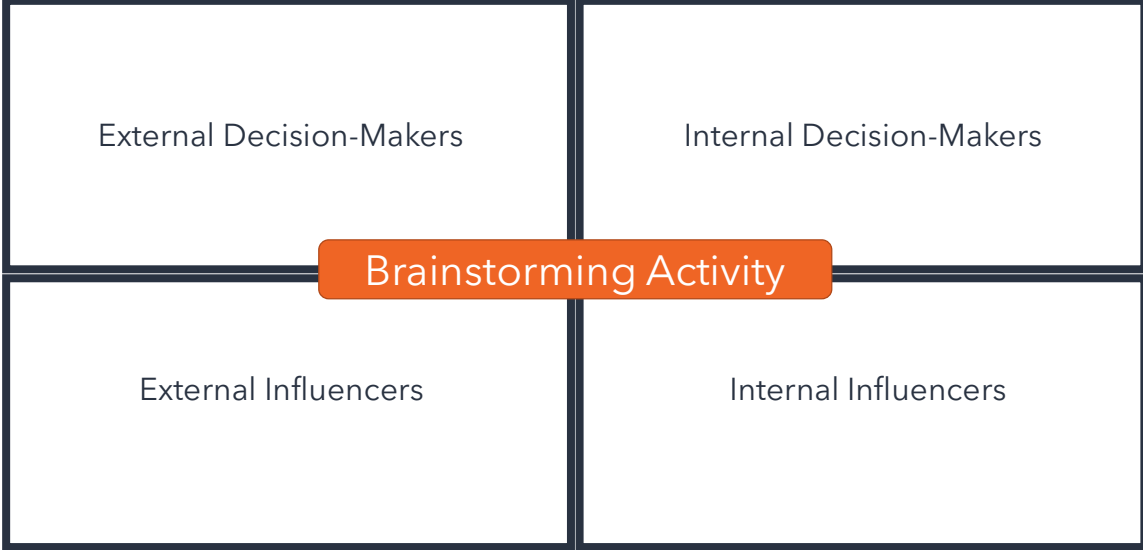 External Decision-Makers
Internal Decision-Makers
Brainstorming Activity
External Influencers
Internal Influencers